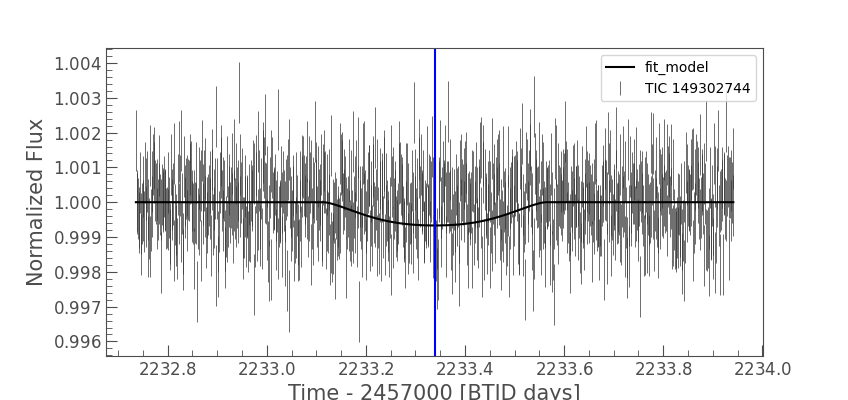 fit_model
TIC 149302744
1.004
1.003
1.002
1.001
1.000
0.999
0.998
0.997
0.996
Normalized Flux
2232.8 2233.0 2233.2 2233.4 2233.6 2233.8 2234.0
Time - 2457000 [BTJD days]